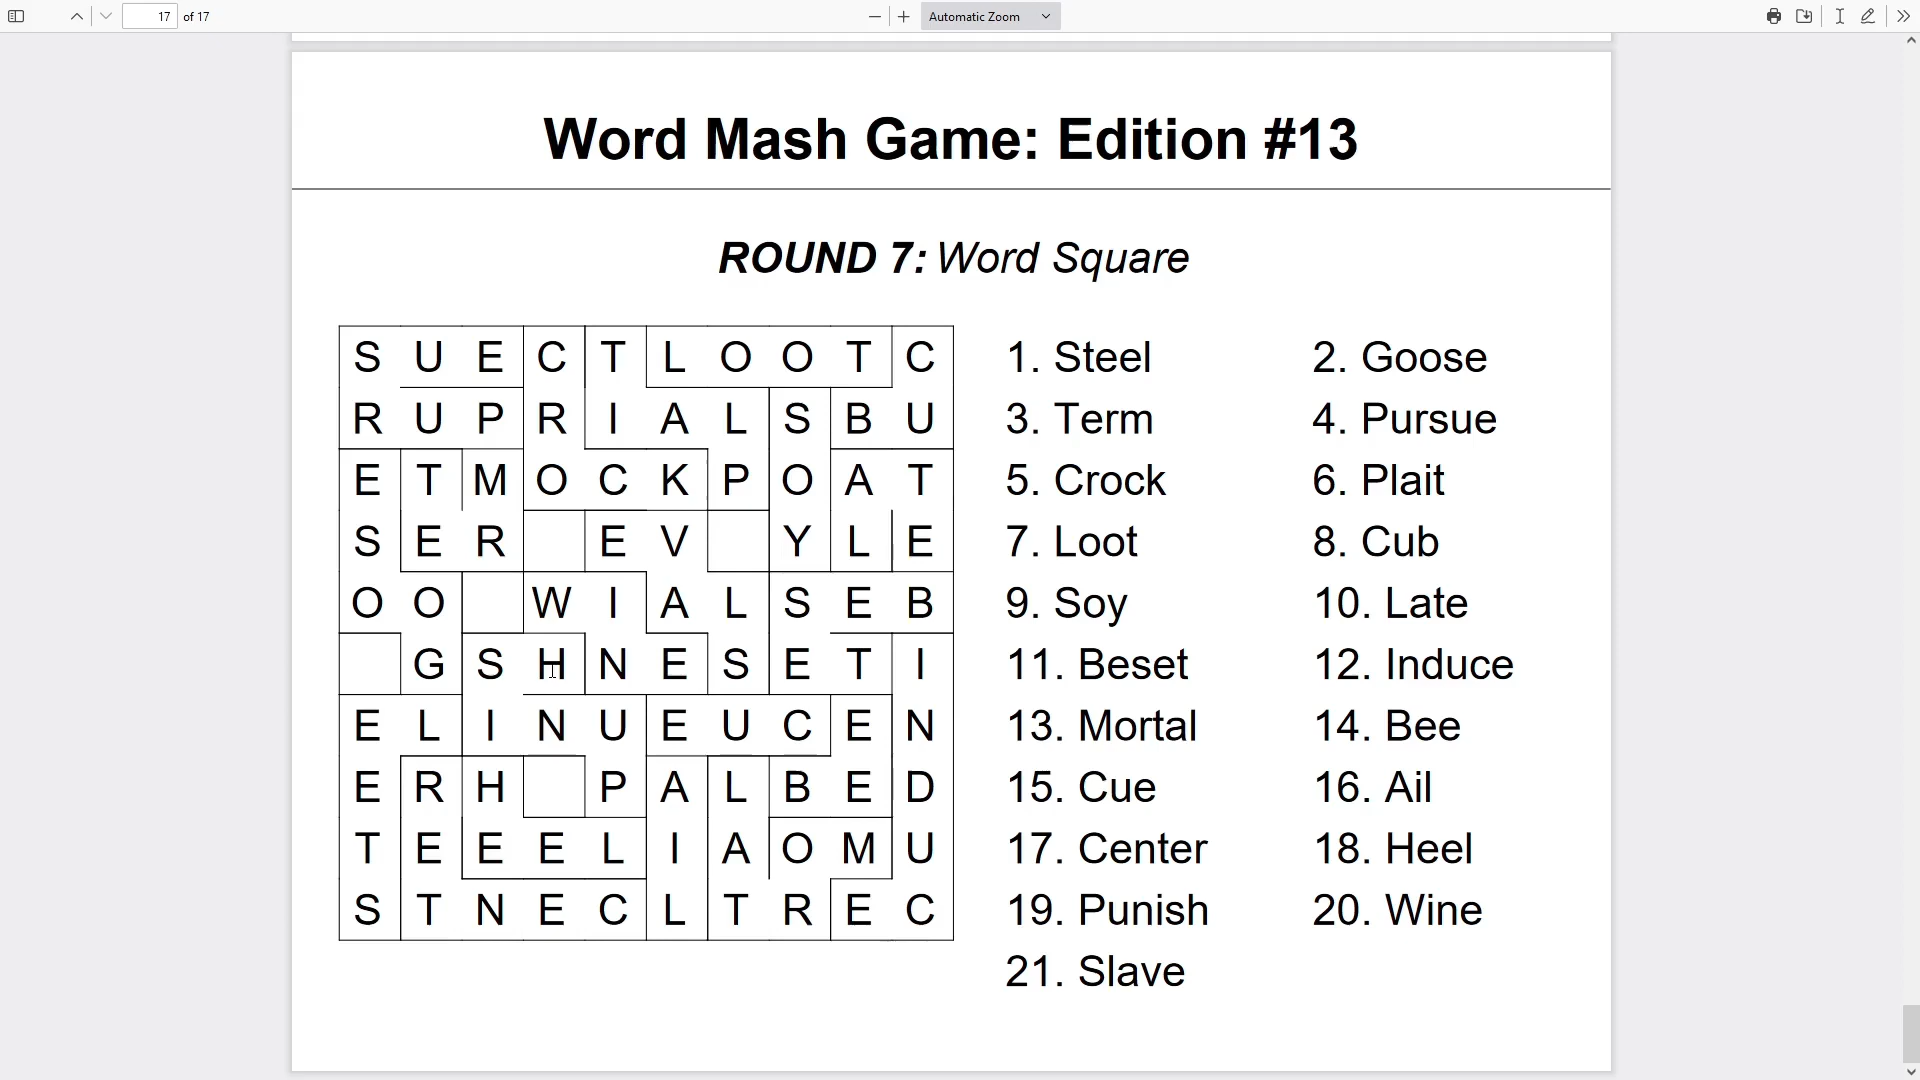 17 of 17 Automatic Zoom
Word Mash Game: Edition #13
ROUND 7: Word Square
S U E C T L O O T C
R U P R I A L S B U
E T M O C K P O A T
S E R E V Y L E
O O W I A L S E B
G S H N E S E T I
E L I N U E U C E N
E R H P A L B E D
T E E E L I A O M U
S T N E C L T R E C
1. Steel 2. Goose
3. Term 4. Pursue
5. Crock 6. Plait
7. Loot 8. Cub
9. Soy 10. Late
11. Beset 12. Induce
13. Mortal 14. Bee
15. Cue 16. Ail
17. Center 18. Heel
19. Punish 20. Wine
21. Slave